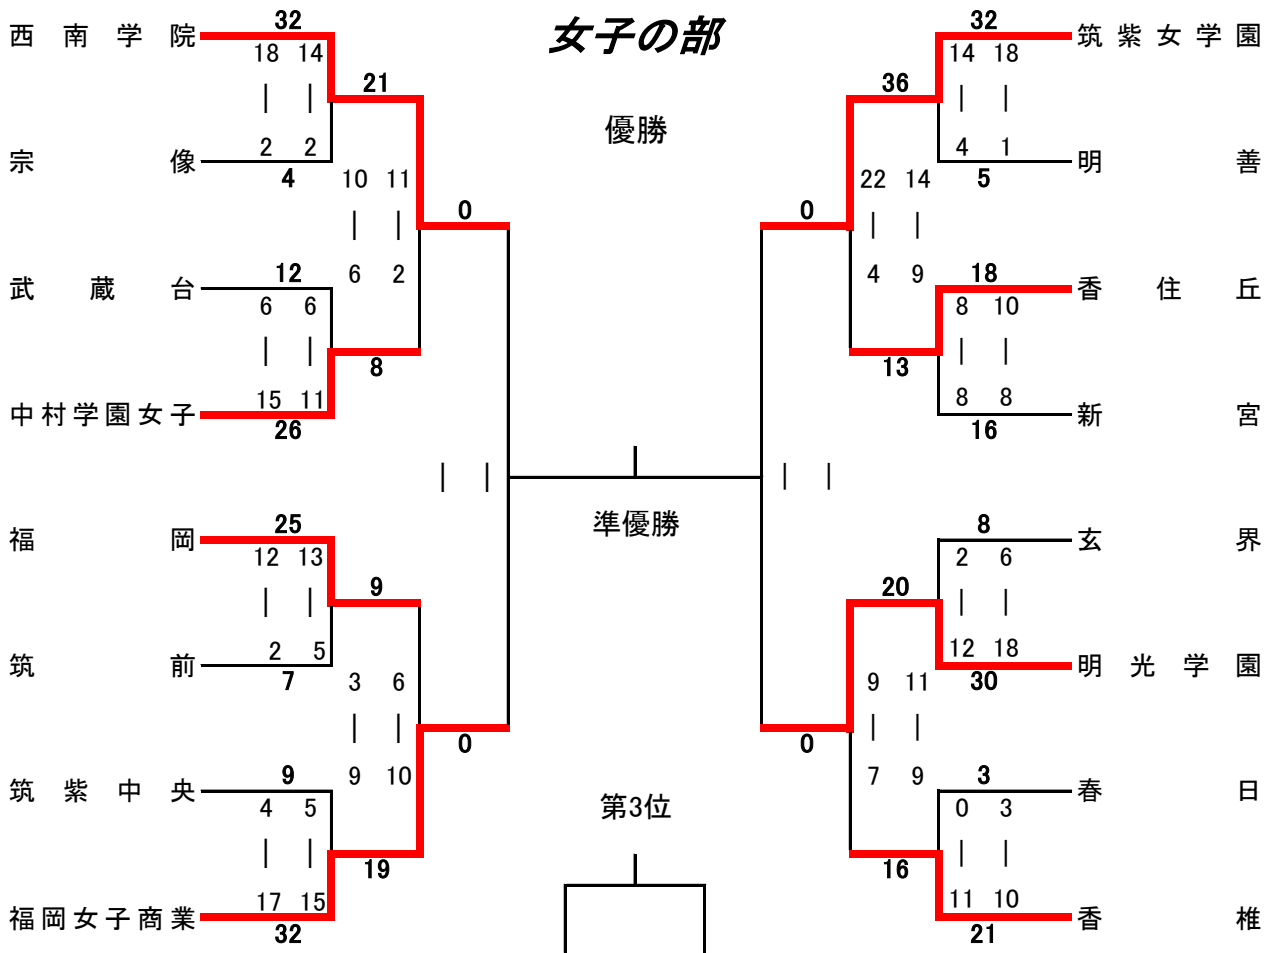 女子の部
32 32
西南学院 筑紫女学園
18 14 14 18
21 36
| | | |
優勝
2 2 4 1
宗像 明善
4 5
10 11 22 14
0 0
| | | |
6 2 4 9
12 18
武蔵台 香住丘
6 6 8 10
| | | |
8 13
15 11 8 8
中村学園女子 新宮
26 16
| | | |
準優勝
25 8
福岡 玄界
12 13 2 6
9 20
| | | |
2 5 12 18
筑前 明光学園
7 30
3 6 9 11
| | | |
0 0
9 10 7 9
9 3
筑紫中央 春日
4 5 0 3
第3位
| | | |
19 16
17 15 11 10
福岡女子商業 香椎
32 21